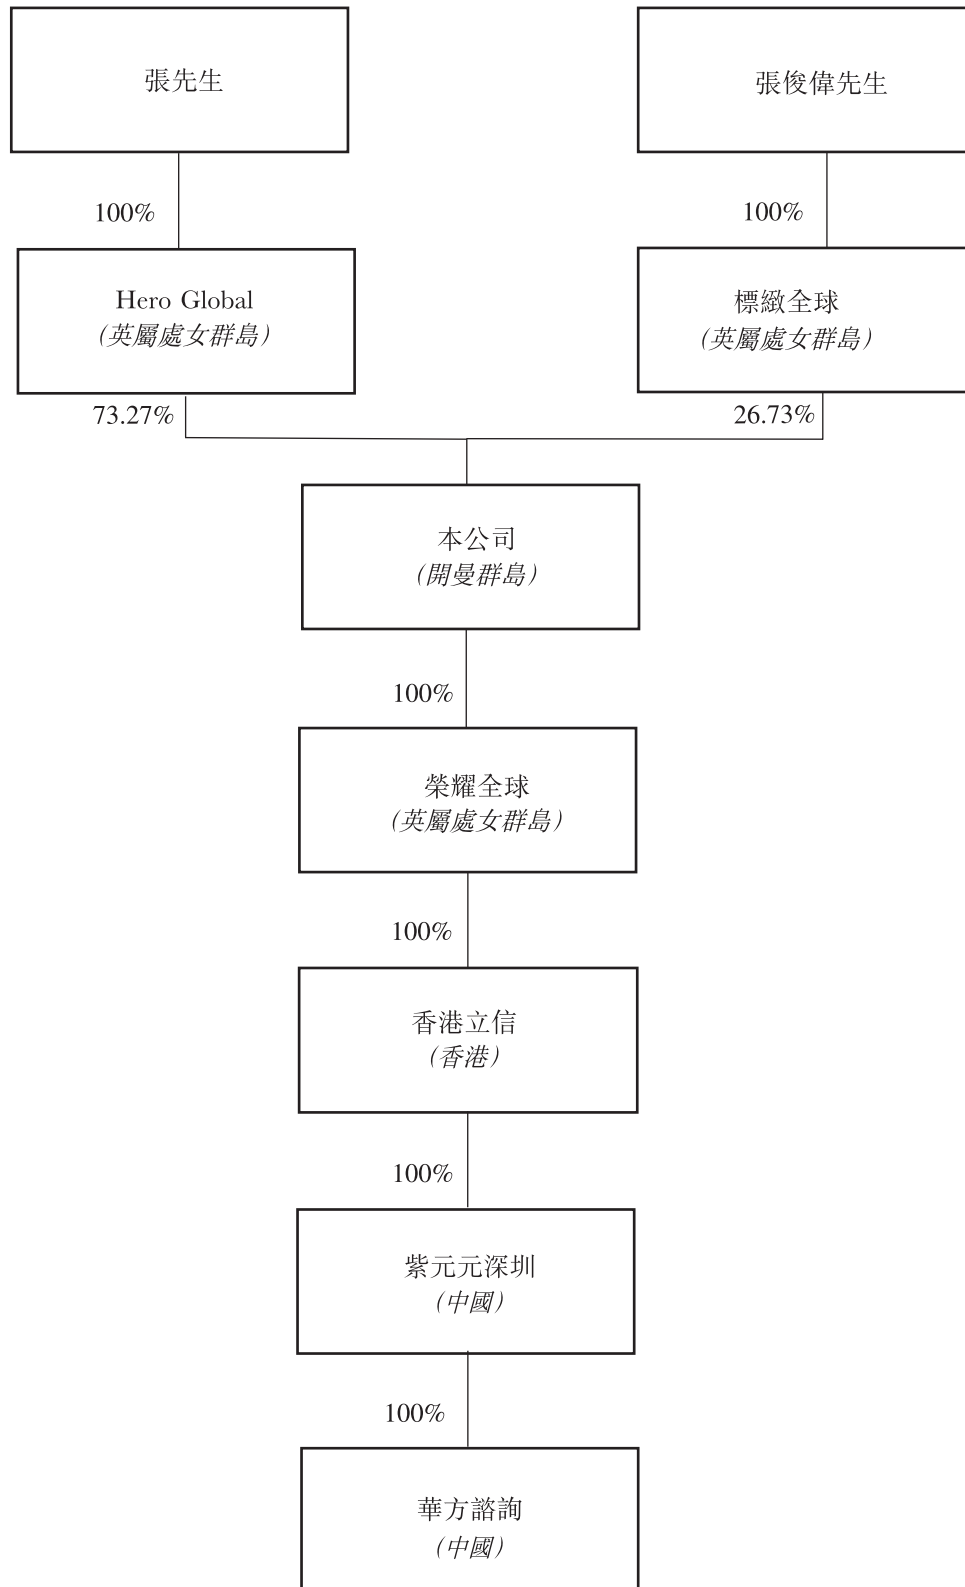 張先生
張俊偉先生
100%
100%
Hero Global
(英屬處女群島)
標緻全球
(英屬處女群島)
73.27%
26.73%
本公司
(開曼群島)
100%
榮耀全球
(英屬處女群島)
100%
香港立信
(香港)
100%
紫元元深圳
(中國)
100%
華方諮詢
(中國)